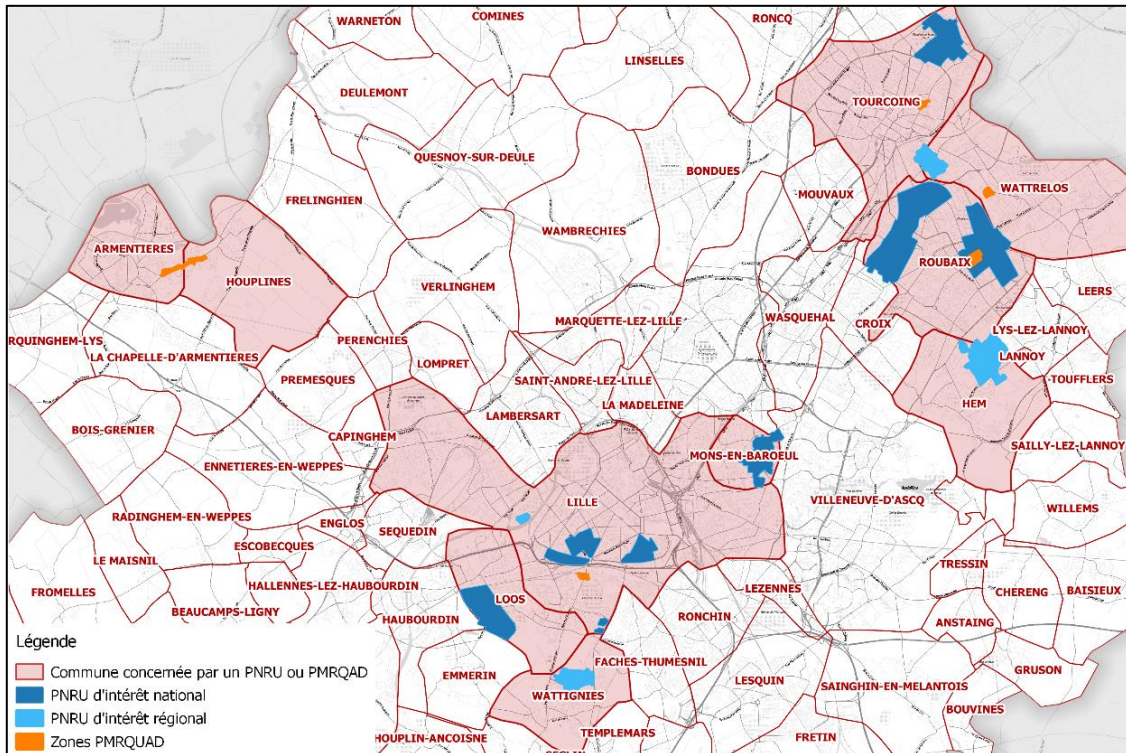 WARNETON
COMINES
RONCQ
LINSELLES
DEULEMONT
TOURCOING
QUESNOY-SUR-DEULE
BONDUES
MOUVAUX
WATTRELOS
FRELINGHIEN
WAMBRECHIES
ARMENTIERES
HOUPLINES
ROUBAIX
VERLINGHEM
LEERS
MARQUETTE-LEZ-LILLE
WASQUEHAL
CROIX
LYS-LEZ-LANNOY
RQUINGHEM-LYS
LA CHAPELLE-D'ARMENTIERES
PERENCHIES
LOMPRET
LANNOY
PREMESQUES
SAINT-ANDRE-LEZ-LILLE
TOUFFLERS
LA MADELEINE
HEM
LAMBERSART
BOIS-GRENIER
CAPINGHEM
SAILLY-LEZ-LANNOY
MONS-EN-BAROEUL
ENNETIERES-EN-WEPPES
LILLE
VILLENEUVE-D'ASCQ
WILLEMS
RADINGHEM-EN-WEPPES
ENGLOS
SEQUEDIN
ESCOBECQUES
LE MAISNIL
TRESSIN
HALLENNES-LEZ-HAUBOURDIN
LEZENNES
FROMELLES
CHERENG
BAISIEUX
LOOS
BEAUCAMPS-LIGNY
HAUBOURDIN
RONCHIN
ANSTAING
FACHES-THUMESNIL
GRUSON
EMMERIN
LESQUIN
SAINGHIN-EN-MELANTOIS
WATTIGNIES
BOUVINES
HOUPLIN-ANCOISNE
TEMPLEMARS
FRETIN
Légende
Commune concernée par un PNRU ou PMRQAD
PNRU d'intérêt national
PNRU d'intérêt régional
Zones PMRQUAD